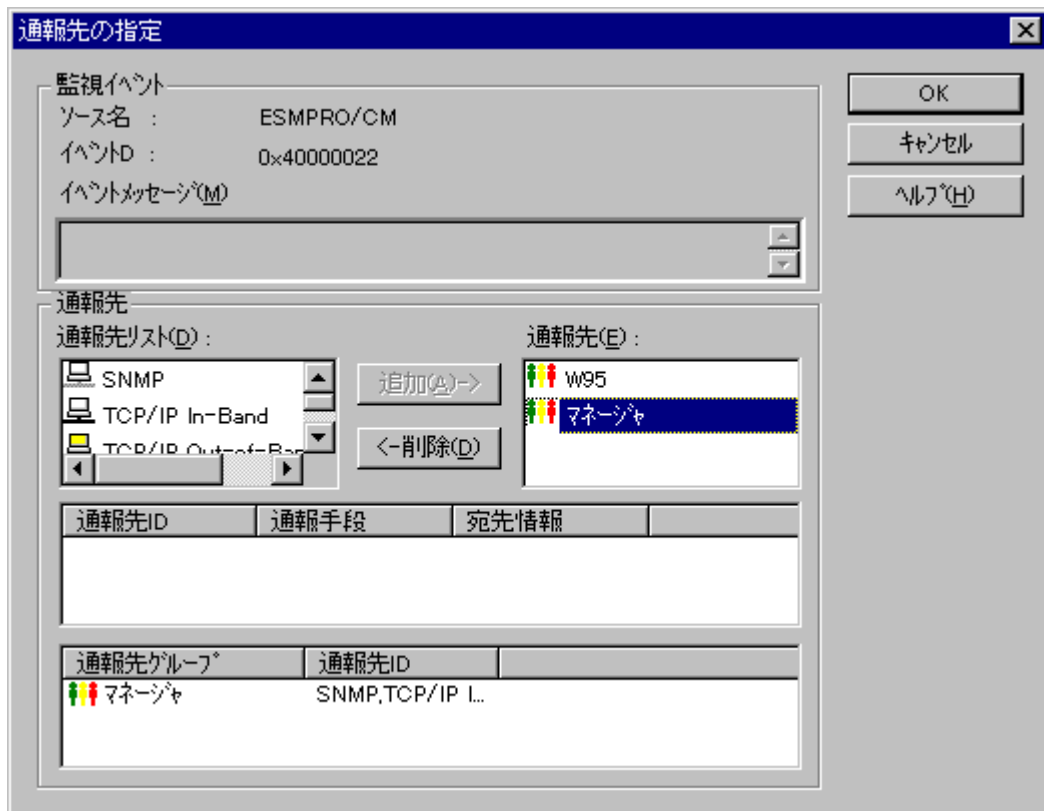 通報先の指定
監視イベント
ソース名 : ESMPRO/CM
イベントD : 0x40000022
イベントメッセージ(M)
OK
キャンセル
ヘルプ(H)
通報先
通報先リスト(D) :
SNMP
TCP/IP In-Band
TCP/IP Out-of-Ban
追加(A)->
<-削除(D)
通報先(E) :
W95
マネージャ
通報先ID 通報手段 宛先情報
通報先グループ 通報先ID
マネージャ SNMP,TCP/IP I...